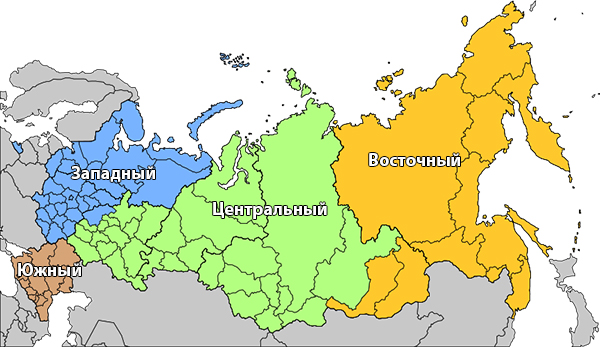 Восточный
Западный
Центральный
Южный